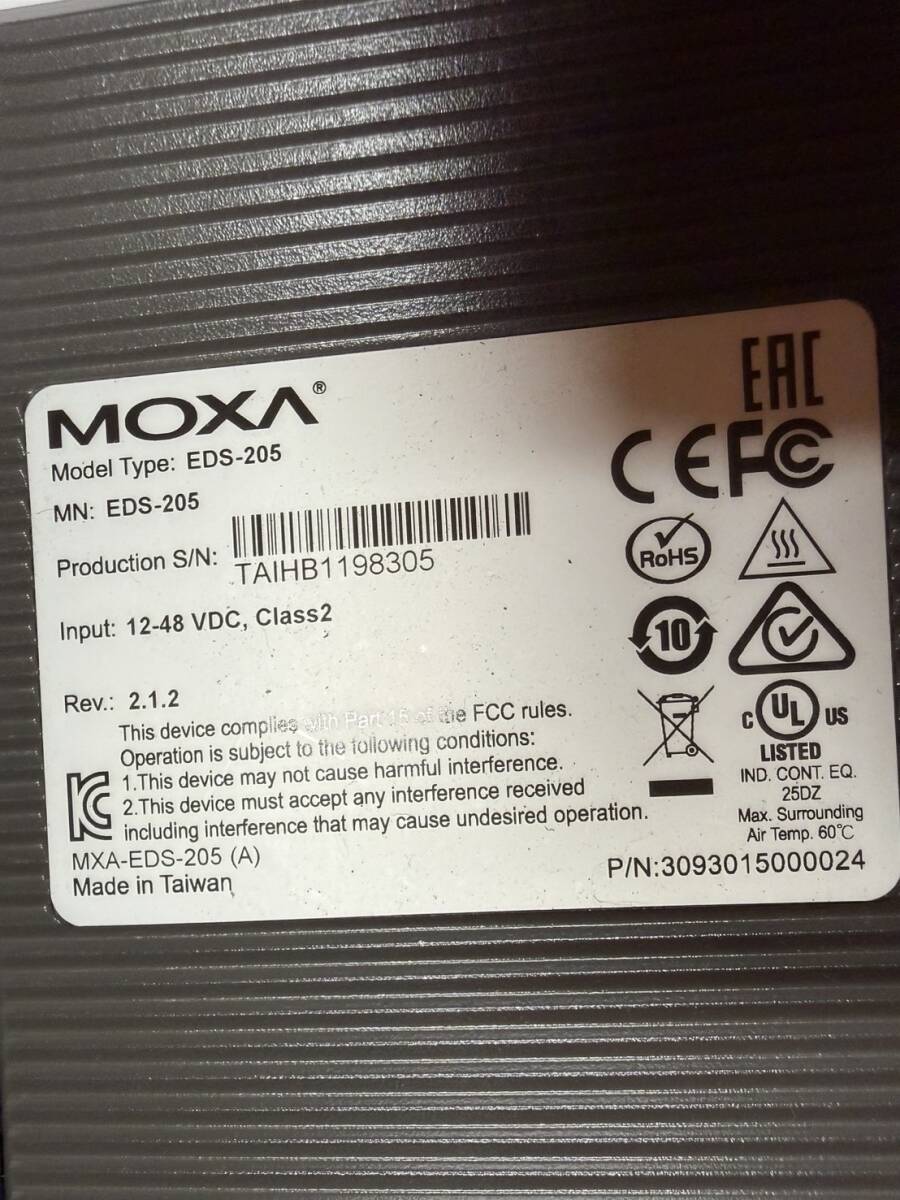 MOXA®
Model Type: EDS-205
MN: EDS-205
Production S/N:
TAIHB1198305
Input: 12-48 VDC, Class2
Rev.: 2.1.2
This device complies with Part 15 of the FCC rules.
Operation is subject to the following conditions:
1.This device may not cause harmful interference.
2.This device must accept any interference received
including interference that may cause undesired operation.
MXA-EDS-205 (A)
Made in Taiwan
EAC
CE FC
RoHS
10
c UL US
LISTED
IND. CONT. EQ.
25DZ
Max. Surrounding
Air Temp. 60°C
P/N:3093015000024